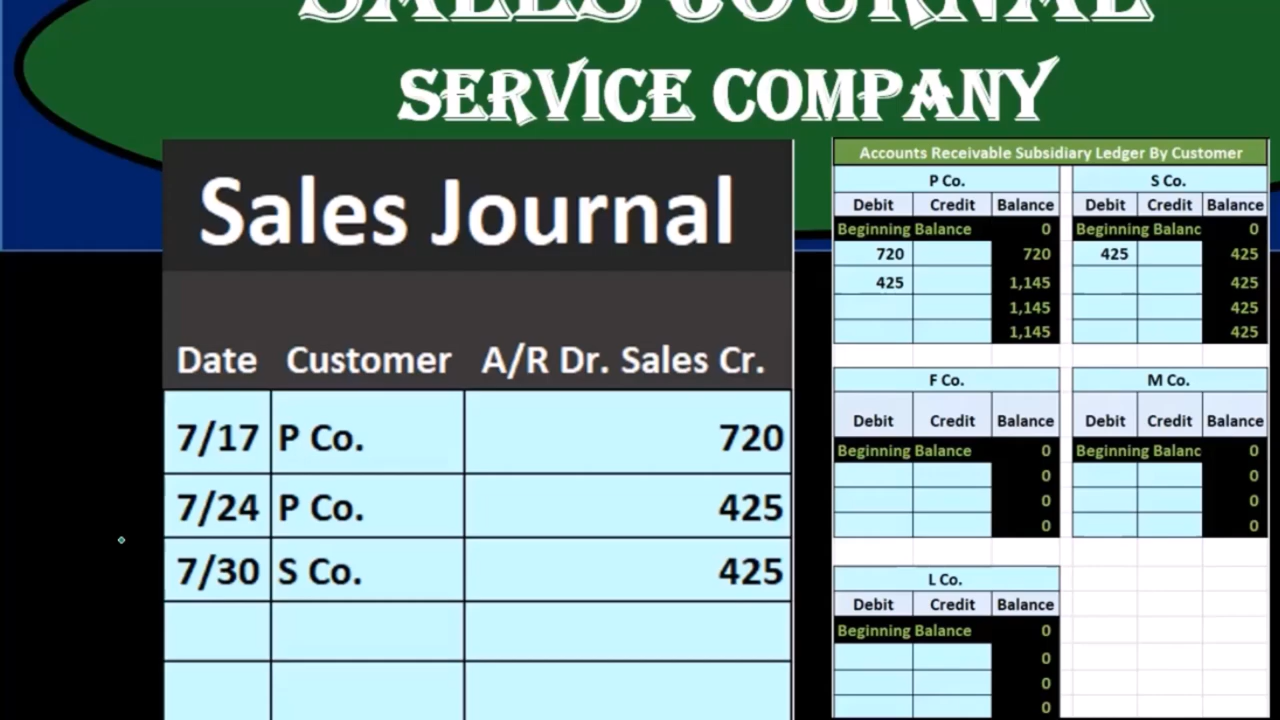 SALES JOURNAL
SERVICE COMPANY
Sales Journal
Date Customer A/R Dr. Sales Cr.
7/17 P Co. 720
7/24 P Co. 425
7/30 S Co. 425
Accounts Receivable Subsidiary Ledger By Customer
P Co. S Co.
Debit Credit Balance Debit Credit Balance
Beginning Balance 0 Beginning Balanc 0
720 720 425 425
425 1,145 425
1,145 425
1,145 425
F Co. M Co.
Debit Credit Balance Debit Credit Balance
Beginning Balance 0 Beginning Balanc 0
0 0
0 0
0 0
L Co.
Debit Credit Balance
Beginning Balance 0
0
0
0